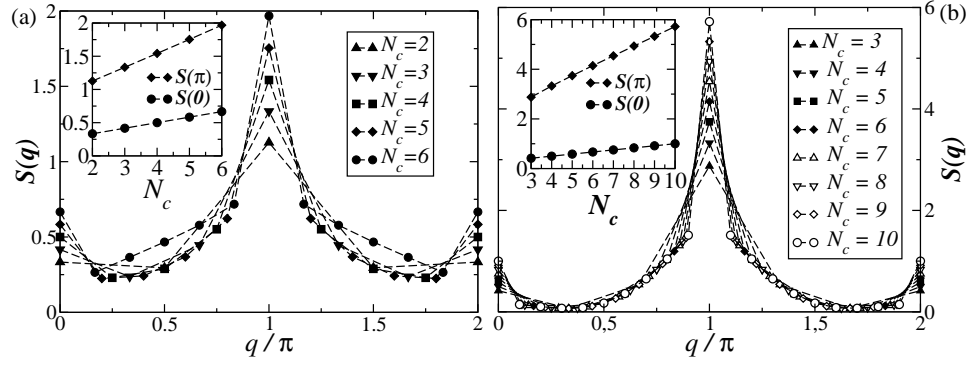 (a)
2
1.5
1
0.5
0
S(q)
0
0.5
1
1.5
2
q/π
2
1.5
1
0.5
0
2 3 4 5 6
N_c
S(π)
S(0)
N_c=2
N_c=3
N_c=4
N_c=5
N_c=6
(b)
6
4
2
0
S(q)
0
0,5
1
1,5
2
q/π
6
4
2
0
3 4 5 6 7 8 9 10
N_c
S(π)
S(0)
N_c = 3
N_c = 4
N_c = 5
N_c = 6
N_c = 7
N_c = 8
N_c = 9
N_c = 10